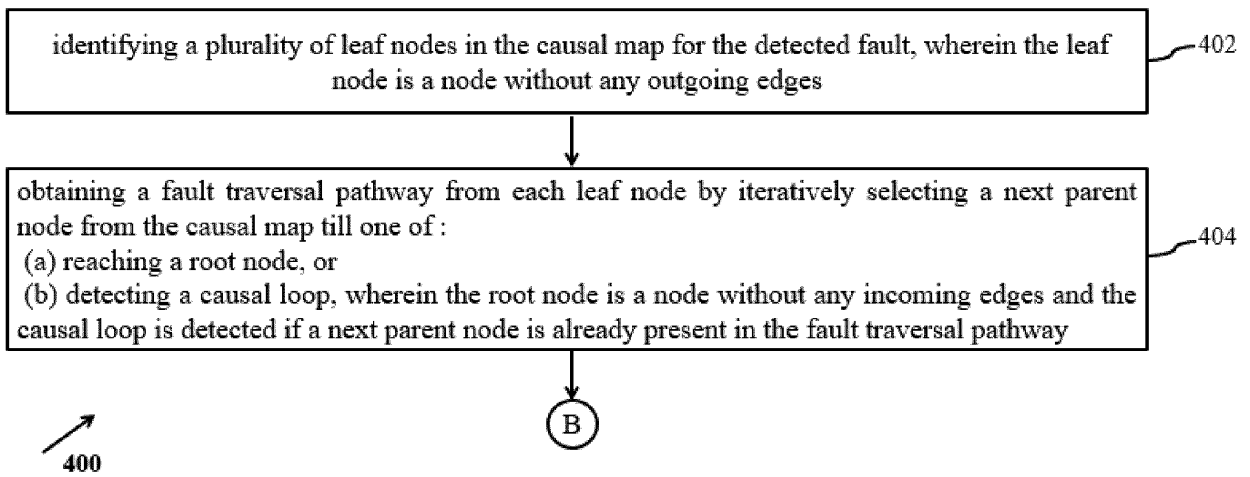 identifying a plurality of leaf nodes in the causal map for the detected fault, wherein the leaf
node is a node without any outgoing edges
402
obtaining a fault traversal pathway from each leaf node by iteratively selecting a next parent
node from the causal map till one of :
(a) reaching a root node, or
(b) detecting a causal loop, wherein the root node is a node without any incoming edges and the
causal loop is detected if a next parent node is already present in the fault traversal pathway
404
B
400